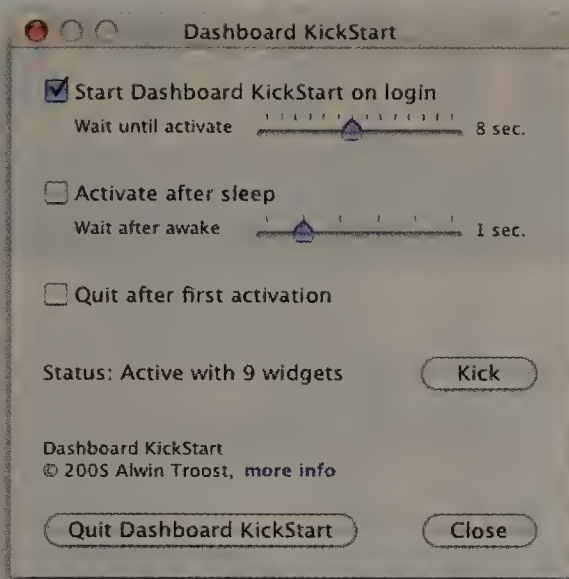 Dashboard KickStart
Start Dashboard KickStart on login
Wait until activate 8 sec.
Activate after sleep
Wait after awake 1 sec.
Quit after first activation
Status: Active with 9 widgets Kick
Dashboard KickStart
© 2005 Alwin Troost, more info
Quit Dashboard KickStart Close